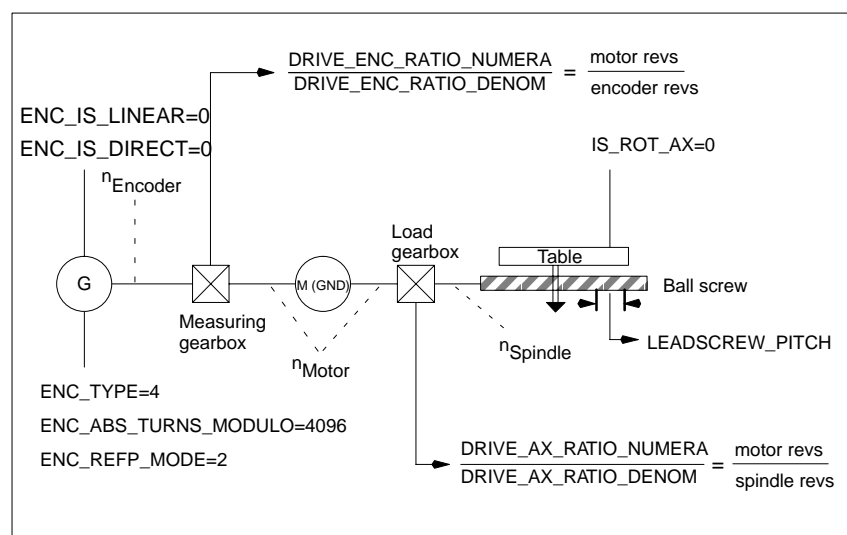 DRIVE_ENC_RATIO_NUMERA
DRIVE_ENC_RATIO_DENOM
=
motor revs
encoder revs
ENC_IS_LINEAR=0
ENC_IS_DIRECT=0
IS_ROT_AX=0
nEncoder
Load
gearbox
Table
G
M (GND)
Ball screw
Measuring
gearbox
nMotor
nSpindle
LEADSCREW_PITCH
ENC_TYPE=4
ENC_ABS_TURNS_MODULO=4096
ENC_REFP_MODE=2
DRIVE_AX_RATIO_NUMERA
DRIVE_AX_RATIO_DENOM
=
motor revs
spindle revs